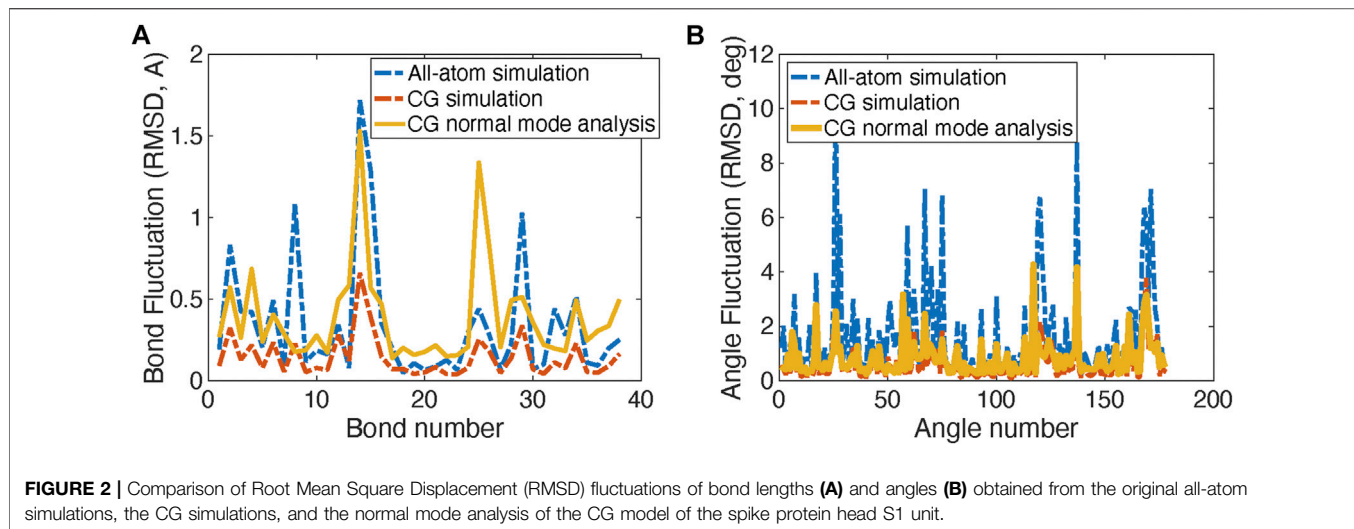 A
B
2
1.5
1
0.5
0
0
10
20
30
40
Bond Fluctuation (RMSD, A)
Bond number
All-atom simulation
CG simulation
CG normal mode analysis
12
10
8
6
4
2
0
0
50
100
150
200
Angle Fluctuation (RMSD, deg)
Angle number
All-atom simulation
CG simulation
CG normal mode analysis
FIGURE 2 | Comparison of Root Mean Square Displacement (RMSD) fluctuations of bond lengths (A) and angles (B) obtained from the original all-atom
simulations, the CG simulations, and the normal mode analysis of the CG model of the spike protein head S1 unit.